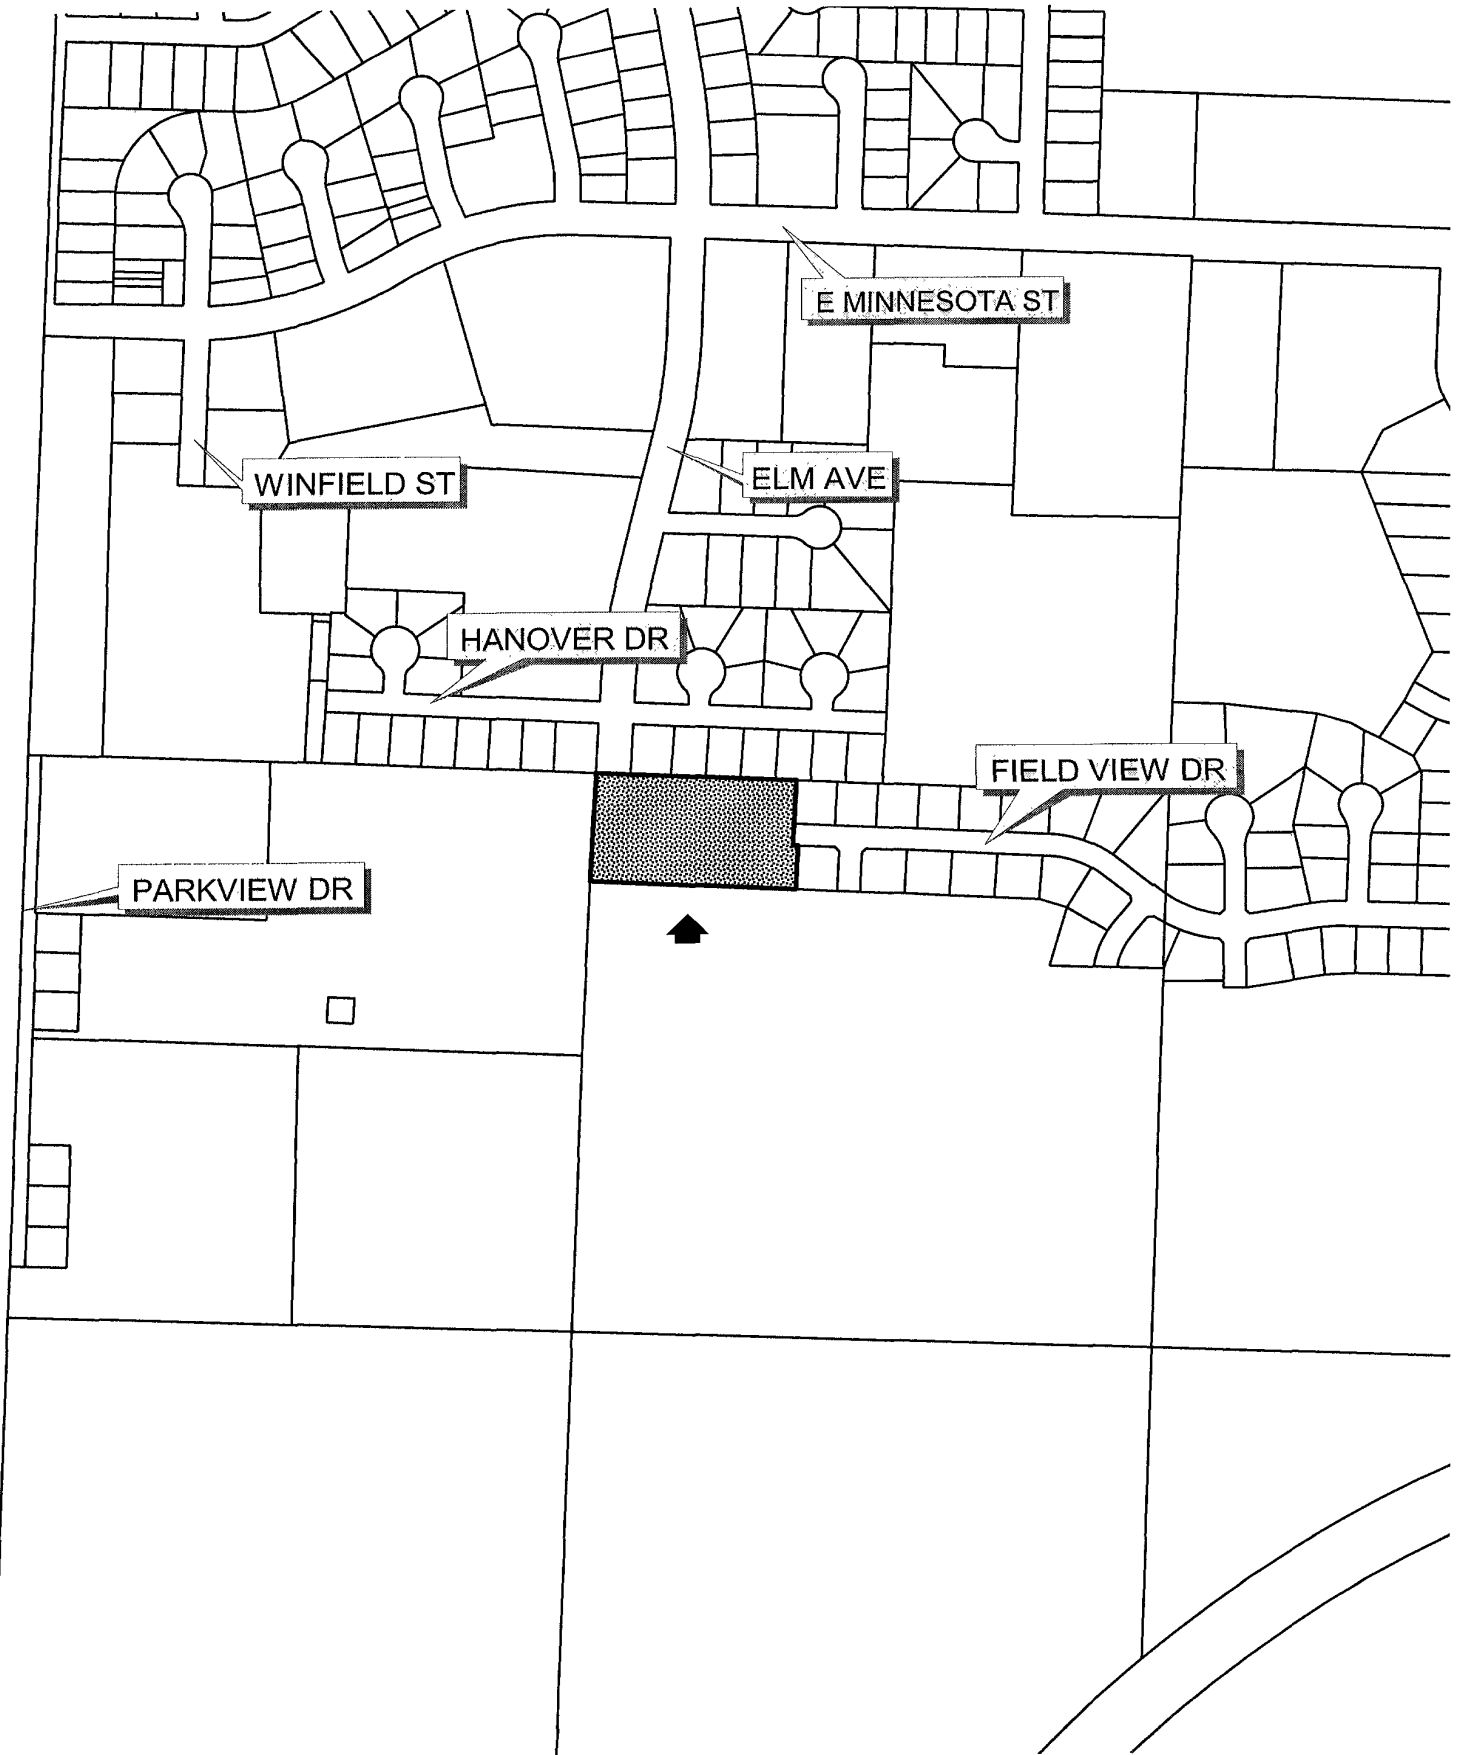 E MINNESOTA ST
WINFIELD ST
ELM AVE
HANOVER DR
FIELD VIEW DR
PARKVIEW DR